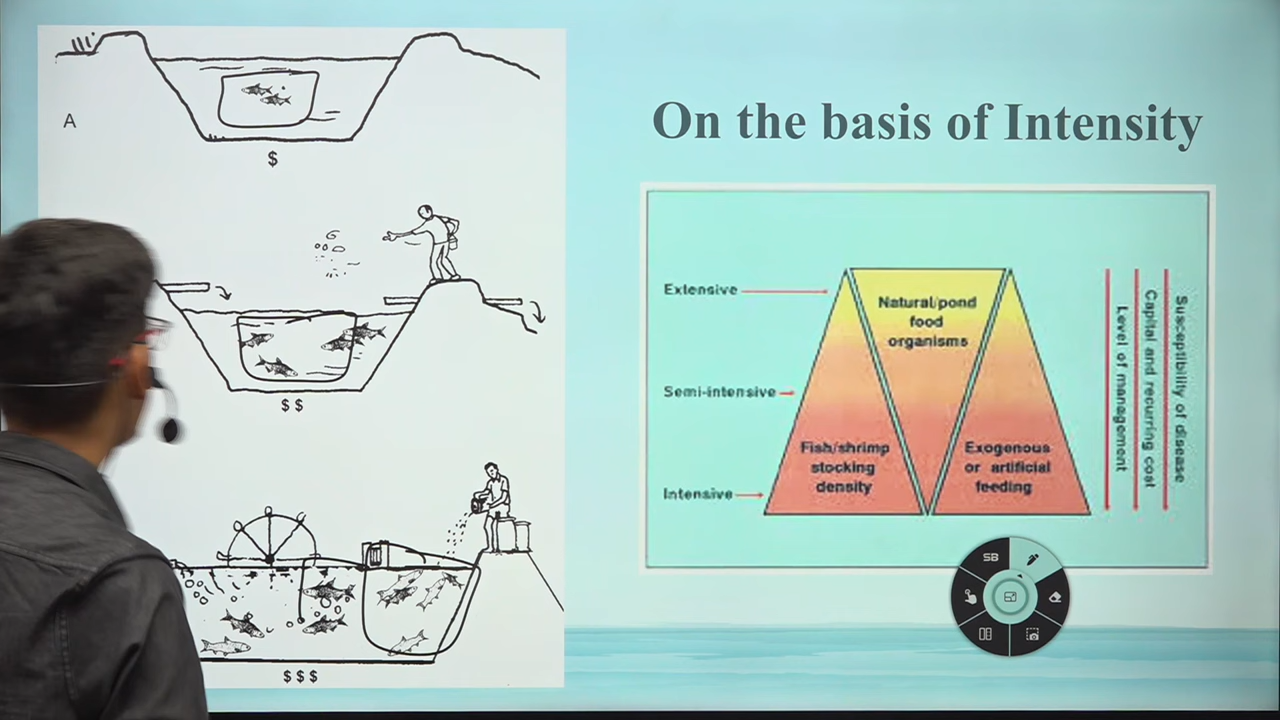 A
$
$ $
$ $ $
On the basis of Intensity
Extensive
Semi-intensive
Intensive
Natural/pond
food
organisms
Fish/shrimp
stocking
density
Exogenous
or artificial
feeding
Level of management
Capital and recurring cost
Susceptibility of disease
SB